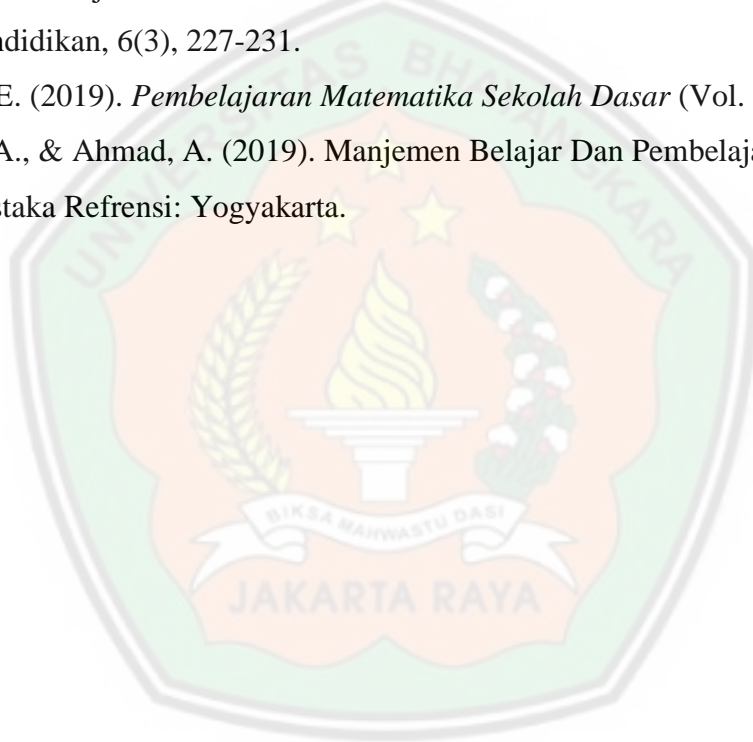 ndidikan, 6(3), 227-231.
E. (2019). Pembelajaran Matematika Sekolah Dasar (Vol.
A., & Ahmad, A. (2019). Manjemen Belajar Dan Pembelaja
staka Refrensi: Yogyakarta.
UNIVERSITAS BHAYANGKARA
BIKSA MAHWASTU DASI
JAKARTA RAYA